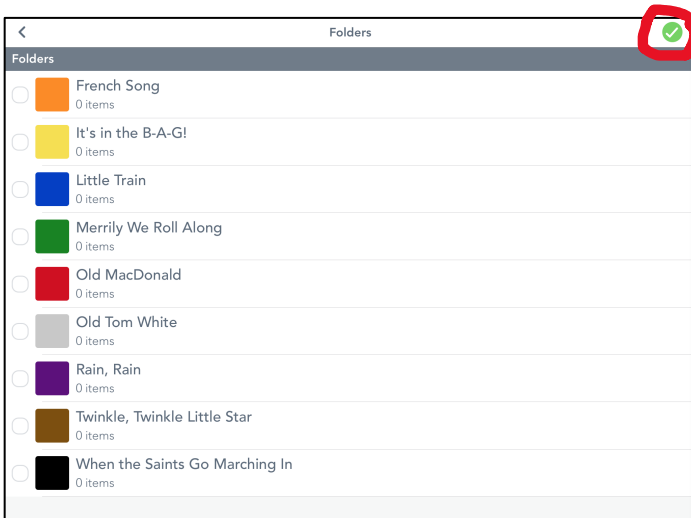 Folders
Folders
French Song
0 items
It's in the B-A-G!
0 items
Little Train
0 items
Merrily We Roll Along
0 items
Old MacDonald
0 items
Old Tom White
0 items
Rain, Rain
0 items
Twinkle, Twinkle Little Star
0 items
When the Saints Go Marching In
0 items